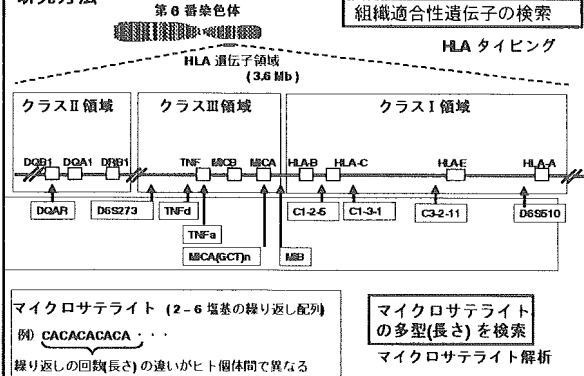 研究方法
第6番染色体
組織適合性遺伝子の検索
HLA タイピング
HLA 遺伝子領域
(3.6 Mb)
クラスⅡ領域
クラスⅢ領域
クラスⅠ領域
DQB1 DQA1 DRB1 TNF MICB MICA HLA-B HLA-C HLA-E HLA-A
DQAR D6S273 TNFd C1-2-5 C1-3-1 C3-2-11 D6S510
TNFa
MICA(GCT)n MIB
マイクロサテライト (2-6 塩基の繰り返し配列)
例) CACACACACA・・・
繰り返しの回数(長さ) の違いがヒト個体間で異なる
マイクロサテライト
の多型(長さ) を検索
マイクロサテライト解析